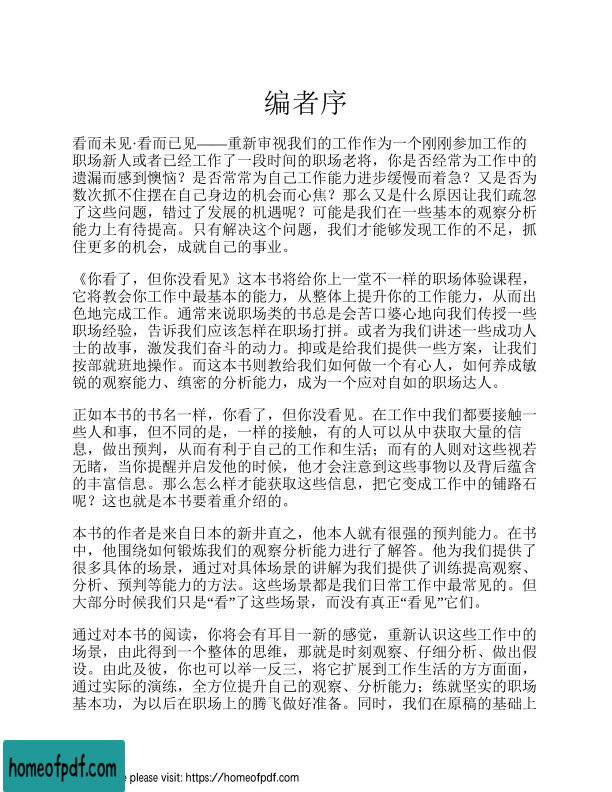 编者序
看而未见·看而已见——重新审视我们的工作作为一个刚刚参加工作的
职场新人或者已经工作了一段时间的职场老将，你是否经常为工作中的
遗漏而感到懊恼？是否常常为自己工作能力进步缓慢而着急？又是否为
数次抓不住摆在自己身边的机会而心焦？那么又是什么原因让我们疏忽
了这些问题，错过了发展的机遇呢？可能是我们在一些基本的观察分析
能力上有待提高。只有解决这个问题，我们才能够发现工作的不足，抓
住更多的机会，成就自己的事业。
《你看了，但你没看见》这本书将给你上一堂不一样的职场体验课程，
它将教会你工作中最基本的能力，从整体上提升你的工作能力，从而出
色地完成工作。通常来说职场类的书总是会苦口婆心地向我们传授一些
职场经验，告诉我们应该怎样在职场打拼。或者为我们讲述一些成功人
士的故事，激发我们奋斗的动力。抑或是给我们提供一些方案，让我们
按部就班地操作。而这本书则教给我们如何做一个有心人，如何养成敏
锐的观察能力、缜密的分析能力，成为一个应对自如的职场达人。
正如本书的书名一样，你看了，但你没看见。在工作中我们都要接触一
些人和事，但不同的是，一样的接触，有的人可以从中获取大量的信
息，做出预判，从而有利于自己的工作和生活；而有的人则对这些视若
无睹，当你提醒并启发他的时候，他才会注意到这些事物以及背后蕴含
的丰富信息。那么怎么样才能获取这些信息，把它变成工作中的铺路石
呢？这也就是本书要着重介绍的。
本书的作者是来自日本的新井直之，他本人就有很强的预判能力。在书
中，他围绕如何锻炼我们的观察分析能力进行了解答。他为我们提供了
很多具体的场景，通过对具体场景的讲解为我们提供了训练提高观察、
分析、预判等能力的方法。这些场景都是我们日常工作中最常见的。但
大部分时候我们只是“看”了这些场景，而没有真正“看见”它们。
通过对本书的阅读，你将会有耳目一新的感觉，重新认识这些工作中的
场景，由此得到一个整体的思维，那就是时刻观察、仔细分析、做出假
设。由此及彼，你也可以举一反三，将它扩展到工作生活的方方面面，
通过实际的演练，全方位提升自己的观察、分析能力；练就坚实的职场
基本功，为以后在职场上的腾飞做好准备。同时，我们在原稿的基础上
homeofpdf.com
please visit: https://homeofpdf.com